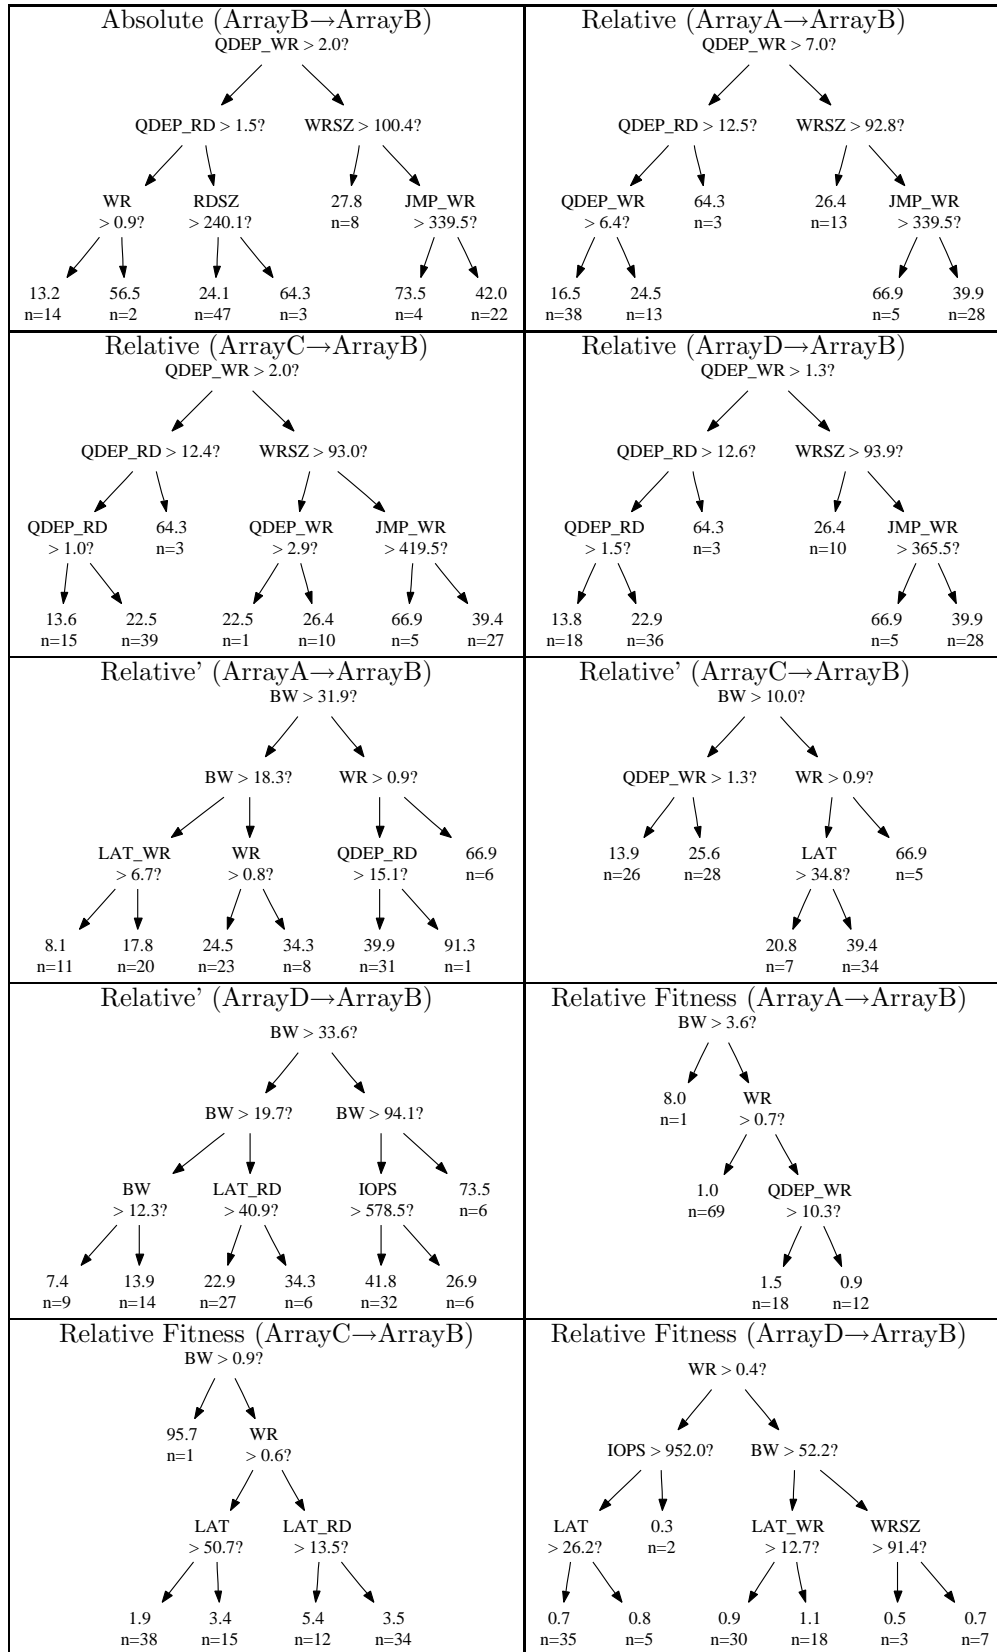 Absolute (ArrayB→ArrayB)
QDEP_WR > 2.0?
QDEP_RD > 1.5? WRSZ > 100.4?
WR RDSZ 27.8 JMP_WR
> 0.9? > 240.1? n=8 > 339.5?
13.2 56.5 24.1 64.3 73.5 42.0
n=14 n=2 n=47 n=3 n=4 n=22
Relative (ArrayA→ArrayB)
QDEP_WR > 7.0?
QDEP_RD > 12.5? WRSZ > 92.8?
QDEP_WR 64.3 26.4 JMP_WR
> 6.4? n=3 n=13 > 339.5?
16.5 24.5 66.9 39.9
n=38 n=13 n=5 n=28
Relative (ArrayC→ArrayB)
QDEP_WR > 2.0?
QDEP_RD > 12.4? WRSZ > 93.0?
QDEP_RD 64.3 QDEP_WR JMP_WR
> 1.0? n=3 > 2.9? > 419.5?
13.6 22.5 22.5 26.4 66.9 39.4
n=15 n=39 n=1 n=10 n=5 n=27
Relative (ArrayD→ArrayB)
QDEP_WR > 1.3?
QDEP_RD > 12.6? WRSZ > 93.9?
QDEP_RD 64.3 26.4 JMP_WR
> 1.5? n=3 n=10 > 365.5?
13.8 22.9 66.9 39.9
n=18 n=36 n=5 n=28
Relative’ (ArrayA→ArrayB)
BW > 31.9?
BW > 18.3? WR > 0.9?
LAT_WR WR QDEP_RD 66.9
> 6.7? > 0.8? > 15.1? n=6
8.1 17.8 24.5 34.3 39.9 91.3
n=11 n=20 n=23 n=8 n=31 n=1
Relative’ (ArrayC→ArrayB)
BW > 10.0?
QDEP_WR > 1.3? WR > 0.9?
13.9 25.6 LAT 66.9
n=26 n=28 > 34.8? n=5
20.8 39.4
n=7 n=34
Relative’ (ArrayD→ArrayB)
BW > 33.6?
BW > 19.7? BW > 94.1?
BW LAT_RD IOPS 73.5
> 12.3? > 40.9? > 578.5? n=6
7.4 13.9 22.9 34.3 41.8 26.9
n=9 n=14 n=27 n=6 n=32 n=6
Relative Fitness (ArrayA→ArrayB)
BW > 3.6?
8.0 WR
n=1 > 0.7?
1.0 QDEP_WR
n=69 > 10.3?
1.5 0.9
n=18 n=12
Relative Fitness (ArrayC→ArrayB)
BW > 0.9?
95.7 WR
n=1 > 0.6?
LAT LAT_RD
> 50.7? > 13.5?
1.9 3.4 5.4 3.5
n=38 n=15 n=12 n=34
Relative Fitness (ArrayD→ArrayB)
WR > 0.4?
IOPS > 952.0? BW > 52.2?
LAT 0.3 LAT_WR WRSZ
> 26.2? n=2 > 12.7? > 91.4?
0.7 0.8 0.9 1.1 0.5 0.7
n=35 n=5 n=30 n=18 n=3 n=7